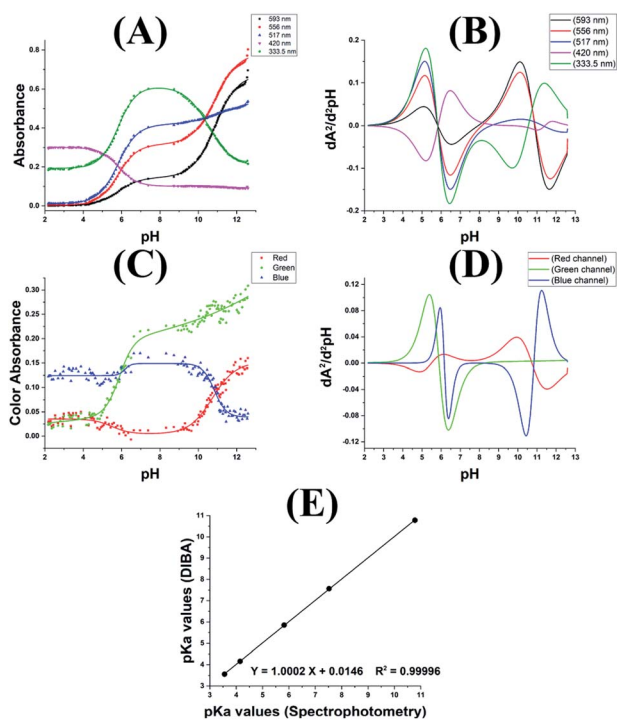 (A)
593 nm
556 nm
517 nm
420 nm
333.5 nm
Absorbance
0.8
0.6
0.4
0.2
0.0
2 4 6 8 10 12
pH
(B)
(593 nm)
(556 nm)
(517 nm)
(420 nm)
(333.5 nm)
dA²/d²pH
0.2
0.1
0.0
-0.1
-0.2
2 3 4 5 6 7 8 9 10 11 12 13
pH
(C)
Red
Green
Blue
Color Absorbance
0.30
0.25
0.20
0.15
0.10
0.05
0.00
2 4 6 8 10 12
pH
(D)
(Red channel)
(Green channel)
(Blue channel)
dA²/d²pH
0.12
0.08
0.04
0.00
-0.04
-0.08
-0.12
2 3 4 5 6 7 8 9 10 11 12 13
pH
(E)
pKa values (DIBA)
11
10
9
8
7
6
5
4
3
Y = 1.0002 X + 0.0146 R² = 0.99996
3 4 5 6 7 8 9 10 11
pKa values (Spectrophotometry)